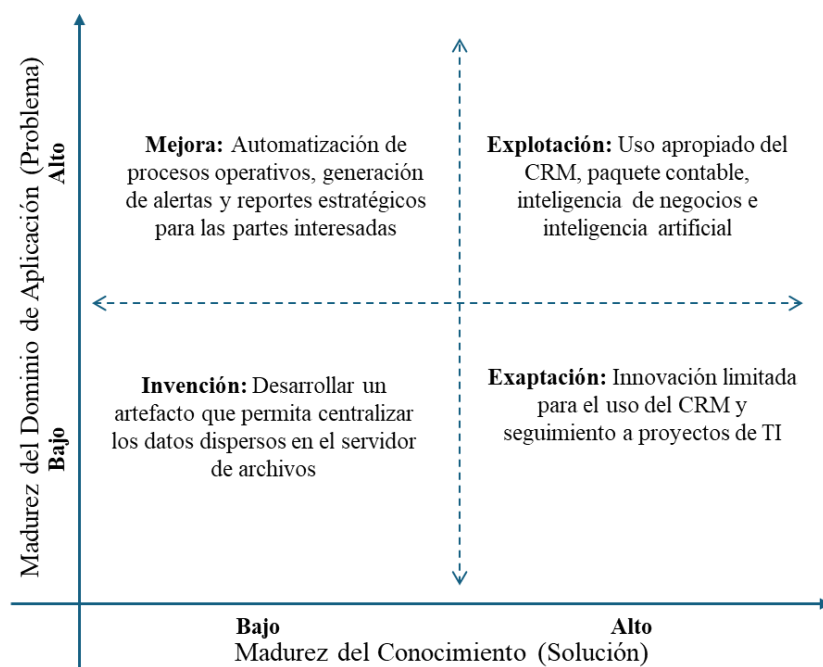 Madurez del Dominio de Aplicación (Problema)
Alto
Bajo
Mejora: Automatización de
procesos operativos, generación
de alertas y reportes estratégicos
para las partes interesadas
Explotación: Uso apropiado del
CRM, paquete contable,
inteligencia de negocios e
inteligencia artificial
Invención: Desarrollar un
artefacto que permita centralizar
los datos dispersos en el servidor
de archivos
Exaptación: Innovación limitada
para el uso del CRM y
seguimiento a proyectos de TI
Bajo
Alto
Madurez del Conocimiento (Solución)